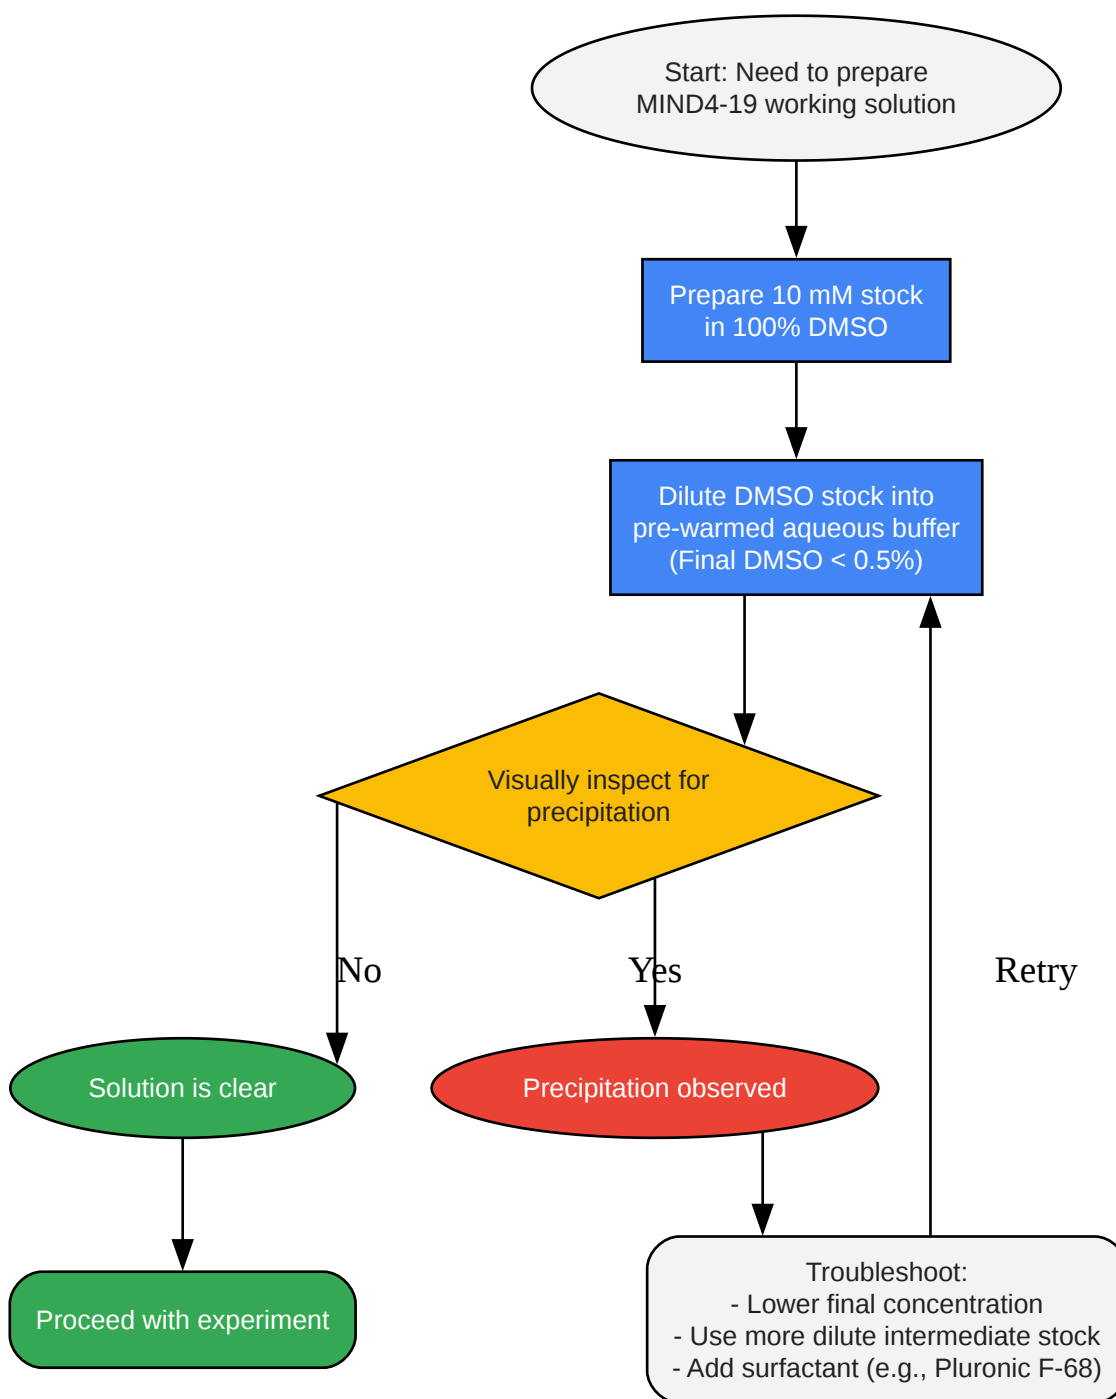 Start: Need to prepare
MIND4-19 working solution
Prepare 10 mM stock
in 100% DMSO
Dilute DMSO stock into
pre-warmed aqueous buffer
(Final DMSO < 0.5%)
Visually inspect for
precipitation
No
Yes
Retry
Solution is clear
Precipitation observed
Proceed with experiment
Troubleshoot:
- Lower final concentration
- Use more dilute intermediate stock
- Add surfactant (e.g., Pluronic F-68)